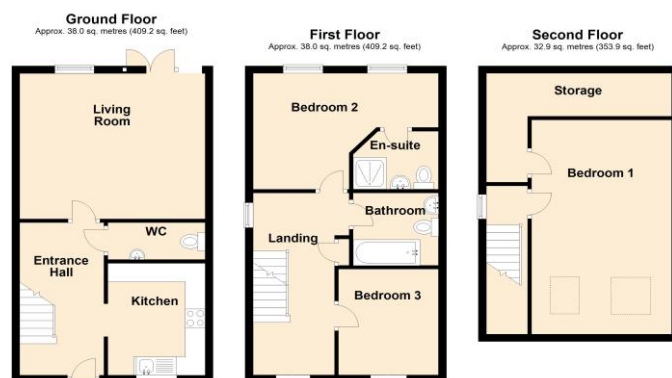 Ground Floor
Approx. 38.0 sq. metres (409.2 sq. feet)
Living
Room
WC
Entrance
Hall
Kitchen
First Floor
Approx. 38.0 sq. metres (409.2 sq. feet)
Bedroom 2
En-suite
Bathroom
Landing
Bedroom 3
Second Floor
Approx. 32.9 sq. metres (353.9 sq. feet)
Storage
Bedroom 1